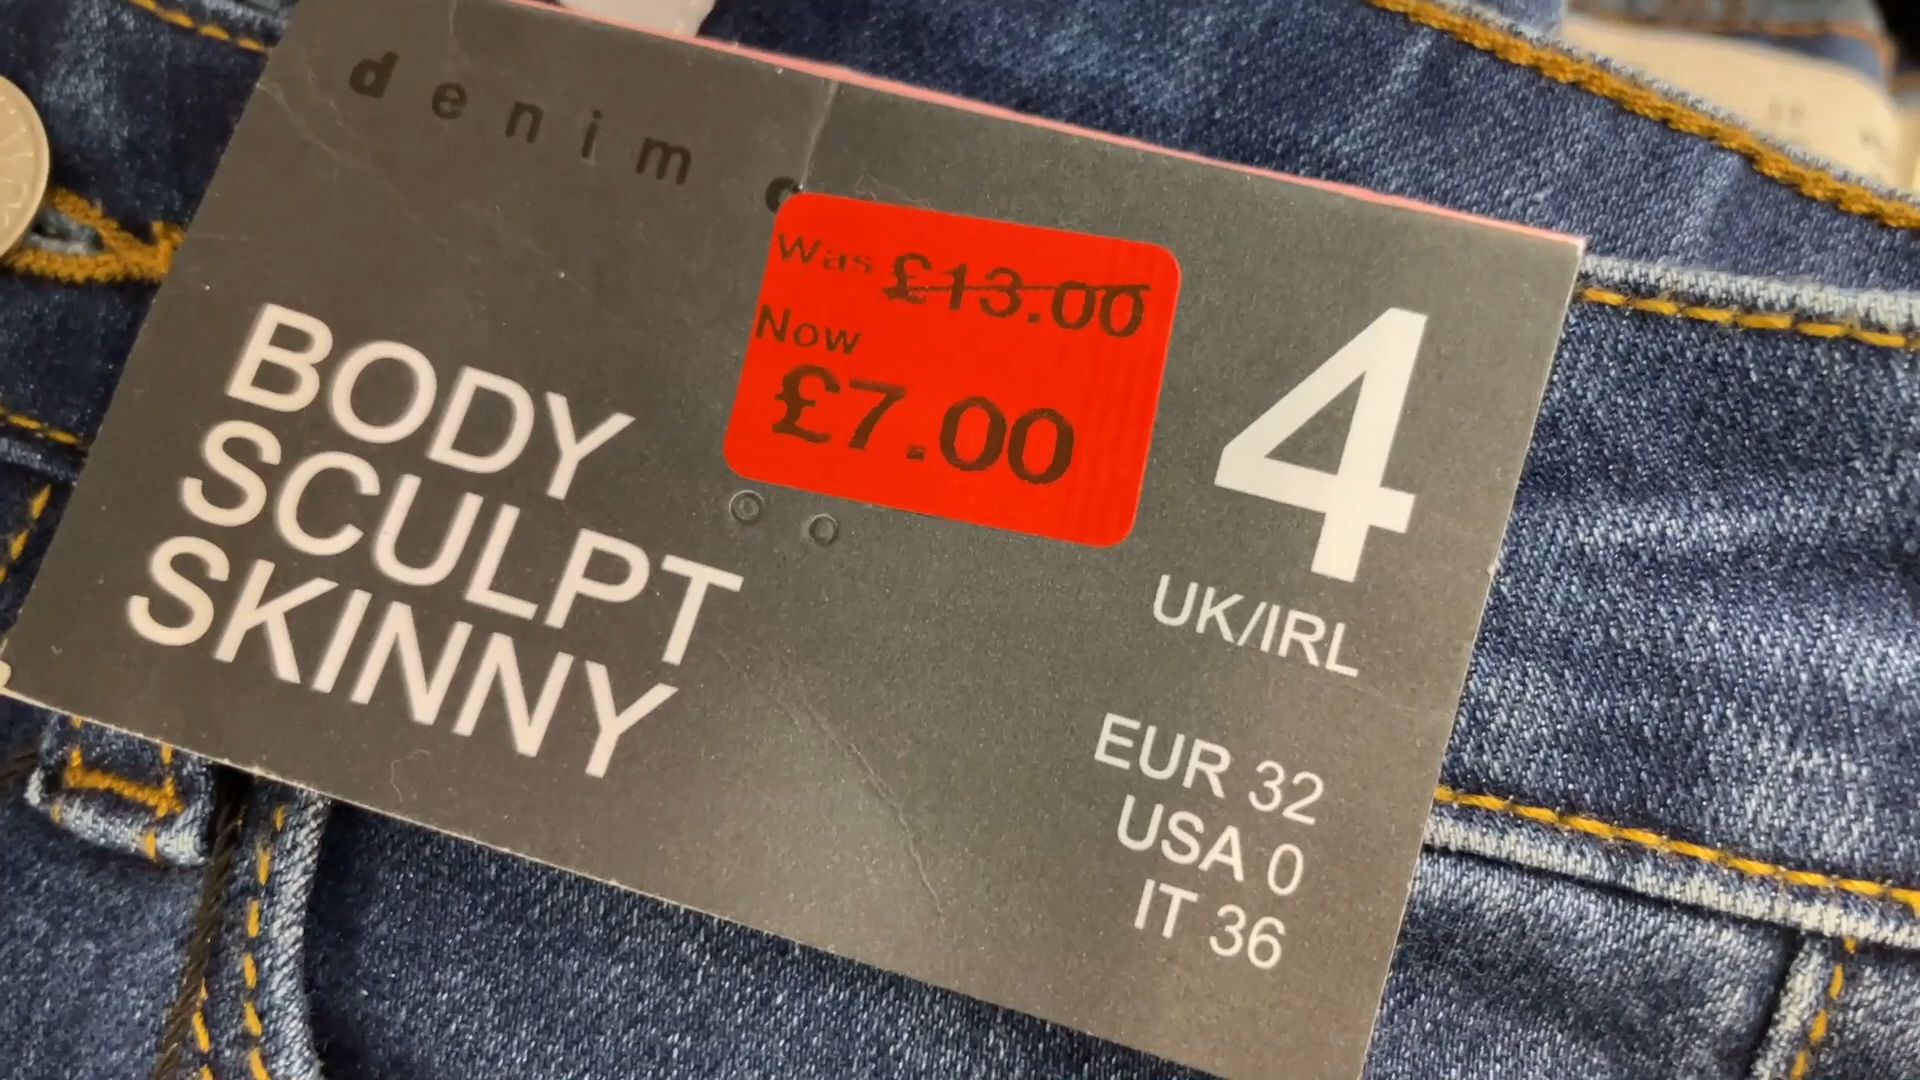 denim
Was £13.00
Now
£7.00
BODY
SCULPT
SKINNY
4
UK/IRL
EUR 32
USA 0
IT 36